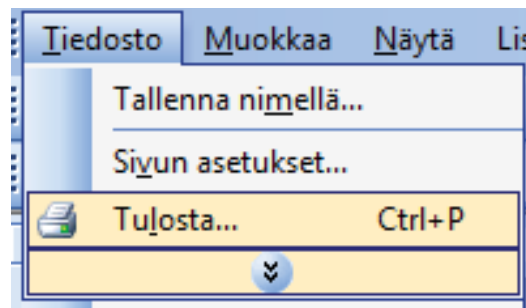 Tiedosto Muokkaa Näytä
Tallenna nimellä...
Sivun asetukset...
Tulosta... Ctrl+P